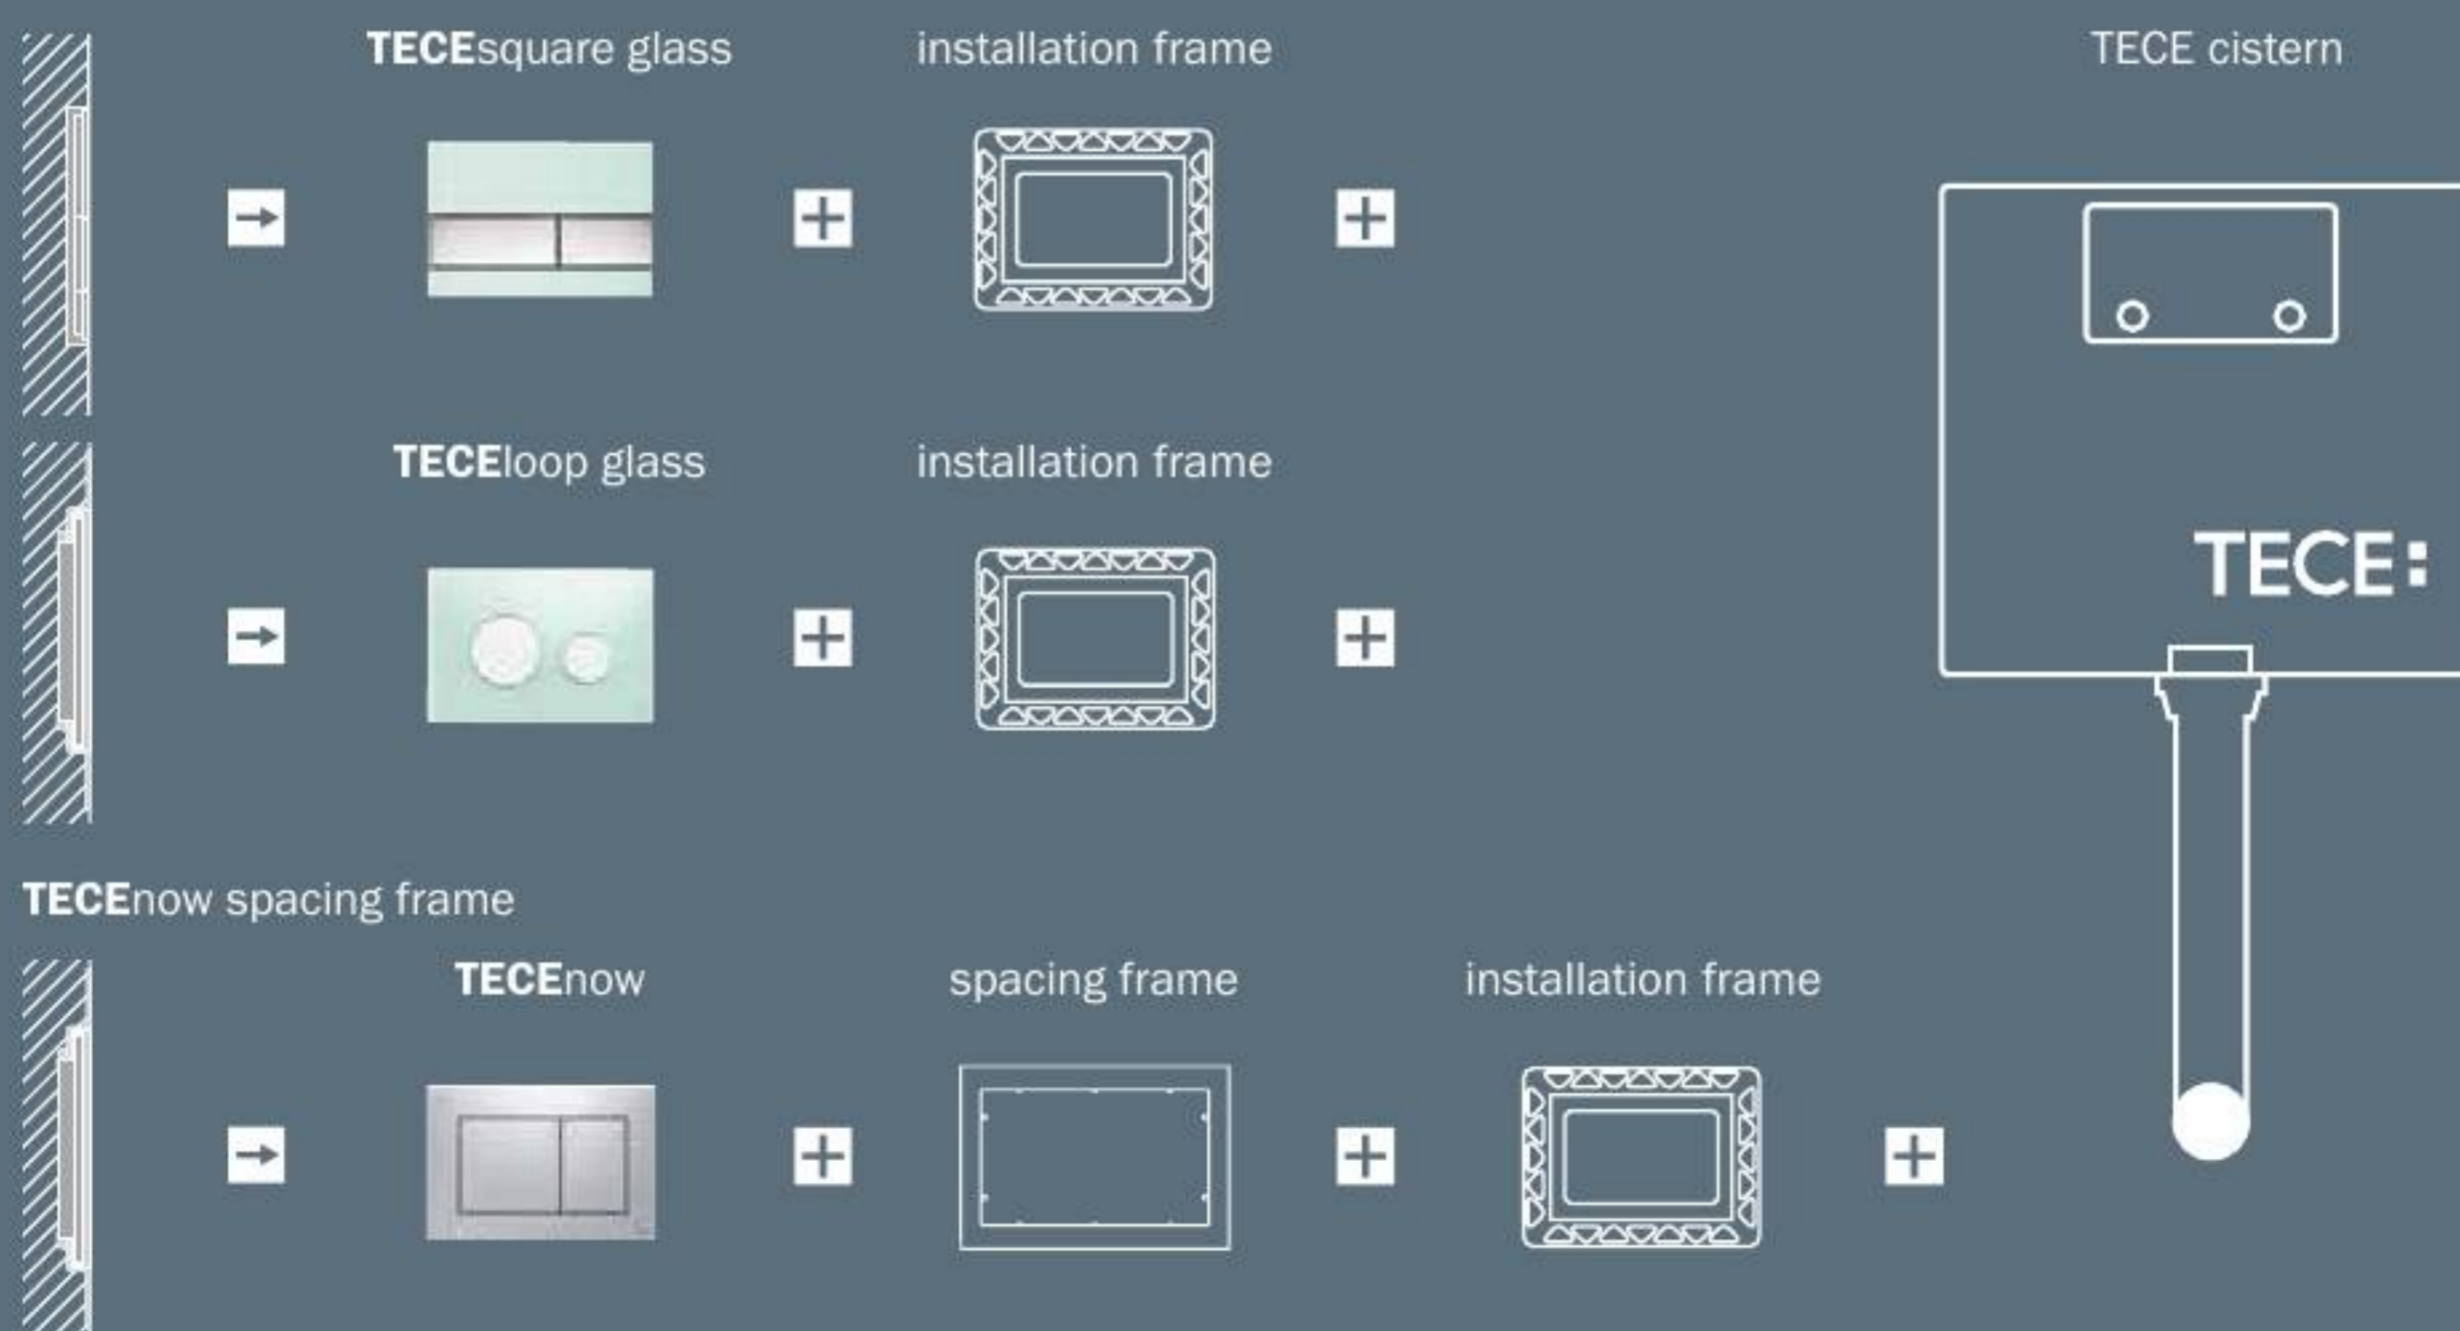 TECEsquare glass
installation frame
TECE cistern
TECEloop glass
installation frame
TECE:
TECEnow spacing frame
TECEnow
spacing frame
installation frame